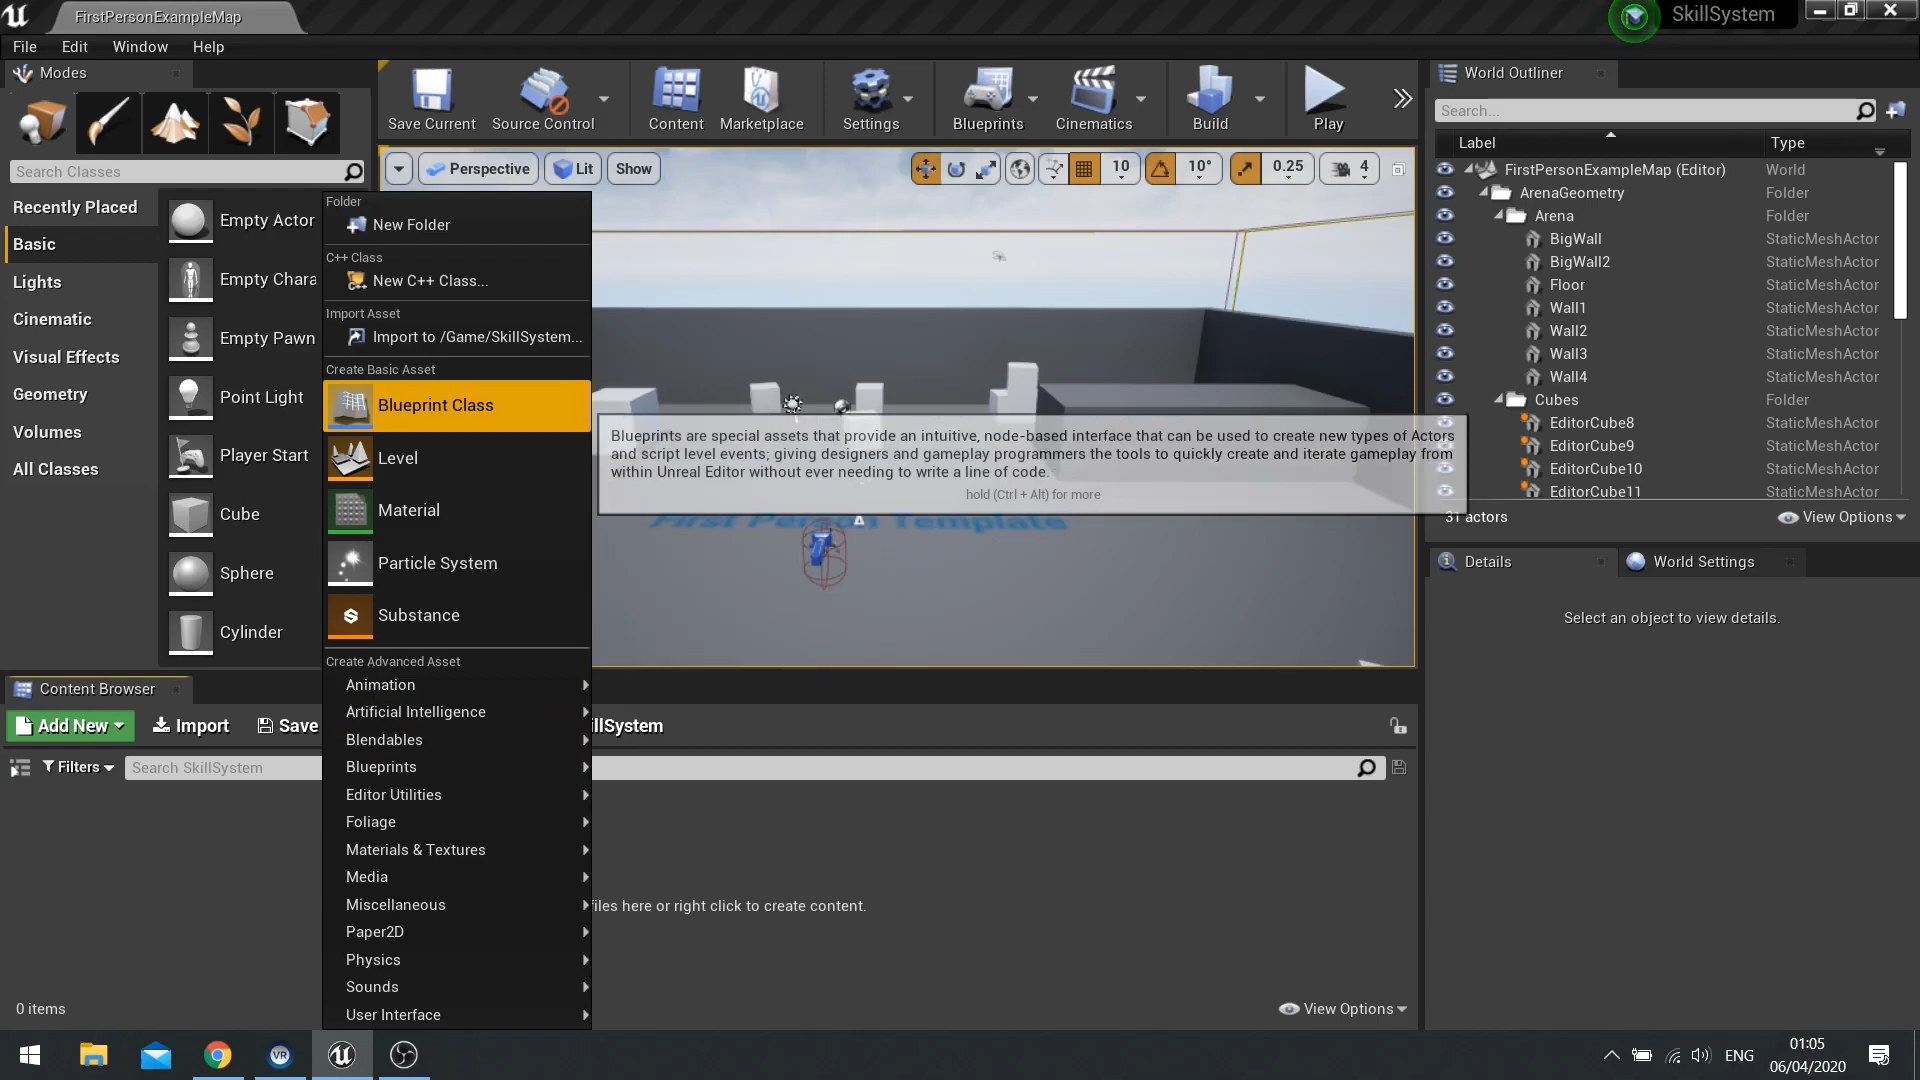 FirstPersonExampleMap
SkillSystem
File Edit Window Help
Modes
Search Classes
Recently Placed
Basic
Lights
Cinematic
Visual Effects
Geometry
Volumes
All Classes
Empty Actor
Empty Chara
Empty Pawn
Point Light
Player Start
Cube
Sphere
Cylinder
Save Current Source Control Content Marketplace Settings Blueprints Cinematics Build Play
Perspective Lit Show 10 10° 0.25 4
First Person Template
Folder
New Folder
C++ Class
New C++ Class...
Import Asset
Import to /Game/SkillSystem...
Create Basic Asset
Blueprint Class
Level
Material
Particle System
Substance
Create Advanced Asset
Animation
Artificial Intelligence
Blendables
Blueprints
Editor Utilities
Foliage
Materials & Textures
Media
Miscellaneous
Paper2D
Physics
Sounds
User Interface
Blueprints are special assets that provide an intuitive, node-based interface that can be used to create new types of Actors
and script level events; giving designers and gameplay programmers the tools to quickly create and iterate gameplay from
within Unreal Editor without ever needing to write a line of code.
hold (Ctrl + Alt) for more
World Outliner
Search...
Label Type
FirstPersonExampleMap (Editor) World
ArenaGeometry Folder
Arena Folder
BigWall StaticMeshActor
BigWall2 StaticMeshActor
Floor StaticMeshActor
Wall1 StaticMeshActor
Wall2 StaticMeshActor
Wall3 StaticMeshActor
Wall4 StaticMeshActor
Cubes Folder
EditorCube8 StaticMeshActor
EditorCube9 StaticMeshActor
EditorCube10 StaticMeshActor
EditorCube11 StaticMeshActor
31 actors View Options
Details World Settings
Select an object to view details.
Content Browser
Add New Import Save illSystem
Filters Search SkillSystem
files here or right click to create content.
0 items View Options
VR
ENG
01:05
06/04/2020